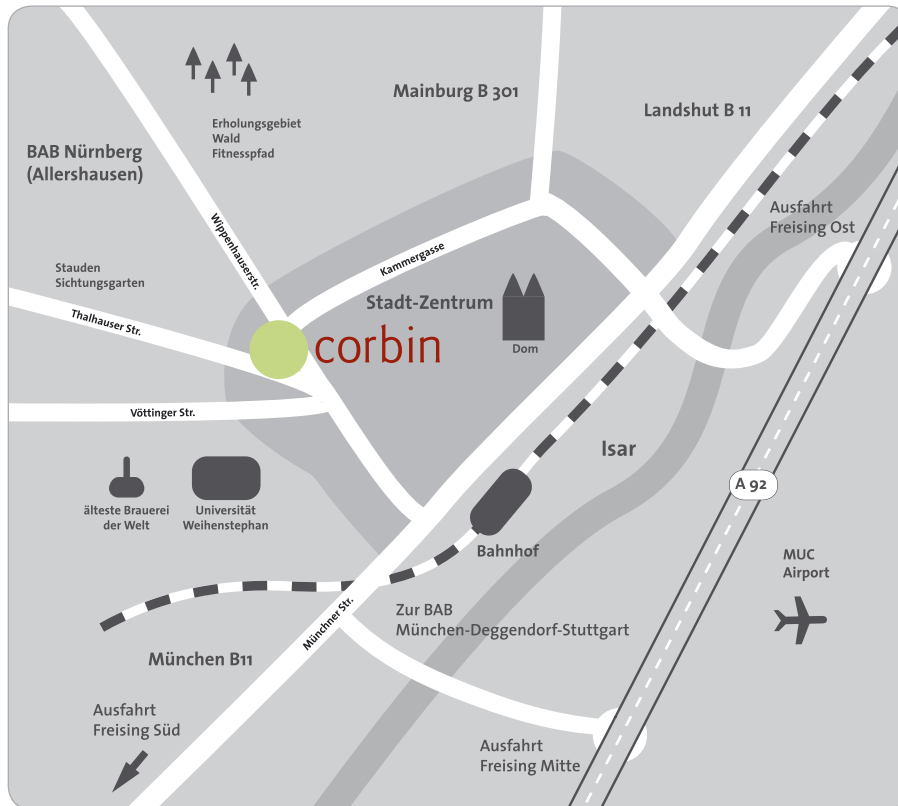 Mainburg B 301
Landshut B 11
Erholungsgebiet
Wald
Fitnesspfad
BAB Nürnberg
(Allershausen)
Ausfahrt
Freising Ost
Wippenhauserstr.
Kammergasse
Stauden
Sichtungsgarten
Stadt-Zentrum
Thalhauser Str.
corbin
Dom
Vöttinger Str.
Isar
A 92
älteste Brauerei
der Welt
Universität
Weihenstephan
Bahnhof
MUC
Airport
Münchner Str.
Zur BAB
München-Deggendorf-Stuttgart
München B11
Ausfahrt
Freising Süd
Ausfahrt
Freising Mitte